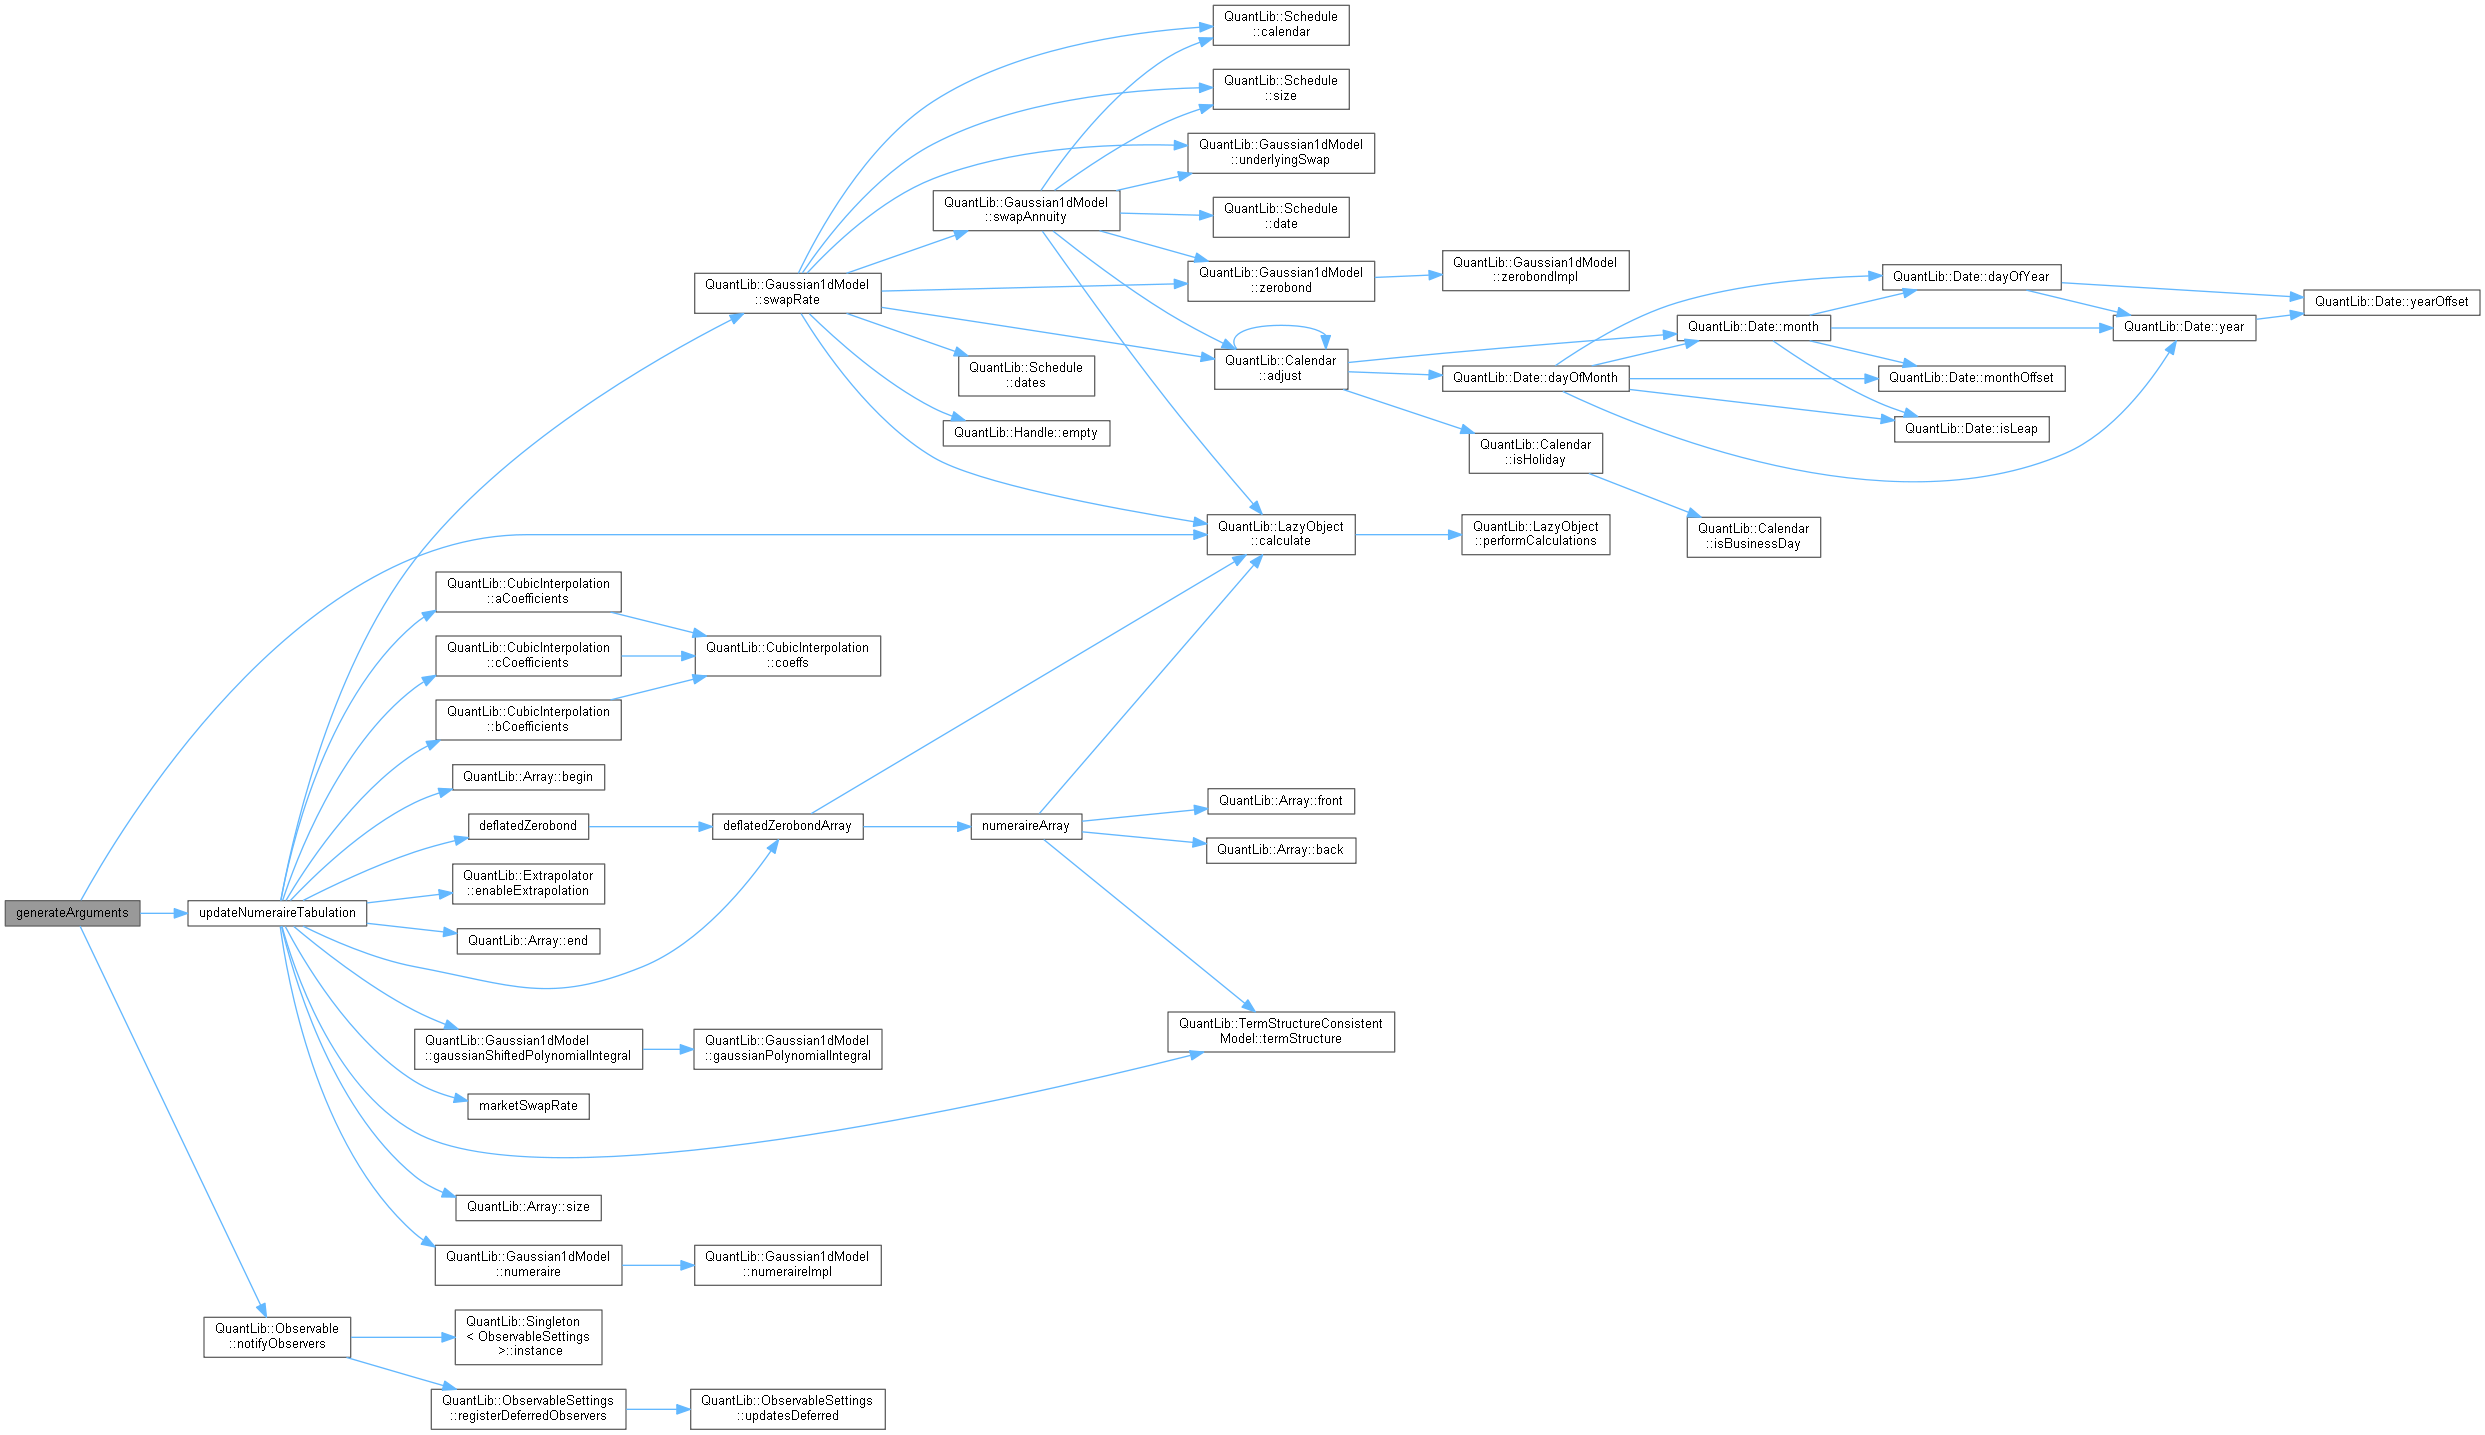 QuantLib::Schedule
::calendar
QuantLib::Schedule
::size
QuantLib::Gaussian1dModel
::underlyingSwap
QuantLib::Gaussian1dModel
::swapAnnuity
QuantLib::Schedule
::date
QuantLib::Gaussian1dModel
::swapRate
QuantLib::Gaussian1dModel
::zerobond
QuantLib::Gaussian1dModel
::zerobondImpl
QuantLib::Date::dayOfYear
QuantLib::Date::yearOffset
QuantLib::Date::month
QuantLib::Date::year
QuantLib::Schedule
::dates
QuantLib::Calendar
::adjust
QuantLib::Date::dayOfMonth
QuantLib::Date::monthOffset
QuantLib::Handle::empty
QuantLib::Date::isLeap
QuantLib::Calendar
::isHoliday
QuantLib::LazyObject
::calculate
QuantLib::LazyObject
::performCalculations
QuantLib::Calendar
::isBusinessDay
QuantLib::CubicInterpolation
::aCoefficients
QuantLib::CubicInterpolation
::cCoefficients
QuantLib::CubicInterpolation
::coeffs
QuantLib::CubicInterpolation
::bCoefficients
QuantLib::Array::begin
deflatedZerobond
deflatedZerobondArray
numeraireArray
QuantLib::Array::front
QuantLib::Array::back
QuantLib::Extrapolator
::enableExtrapolation
generateArguments
updateNumeraireTabulation
QuantLib::Array::end
QuantLib::Gaussian1dModel
::gaussianShiftedPolynomialIntegral
QuantLib::Gaussian1dModel
::gaussianPolynomialIntegral
QuantLib::TermStructureConsistent
Model::termStructure
marketSwapRate
QuantLib::Array::size
QuantLib::Gaussian1dModel
::numeraire
QuantLib::Gaussian1dModel
::numeraireImpl
QuantLib::Observable
::notifyObservers
QuantLib::Singleton
< ObservableSettings
>::instance
QuantLib::ObservableSettings
::registerDeferredObservers
QuantLib::ObservableSettings
::updatesDeferred